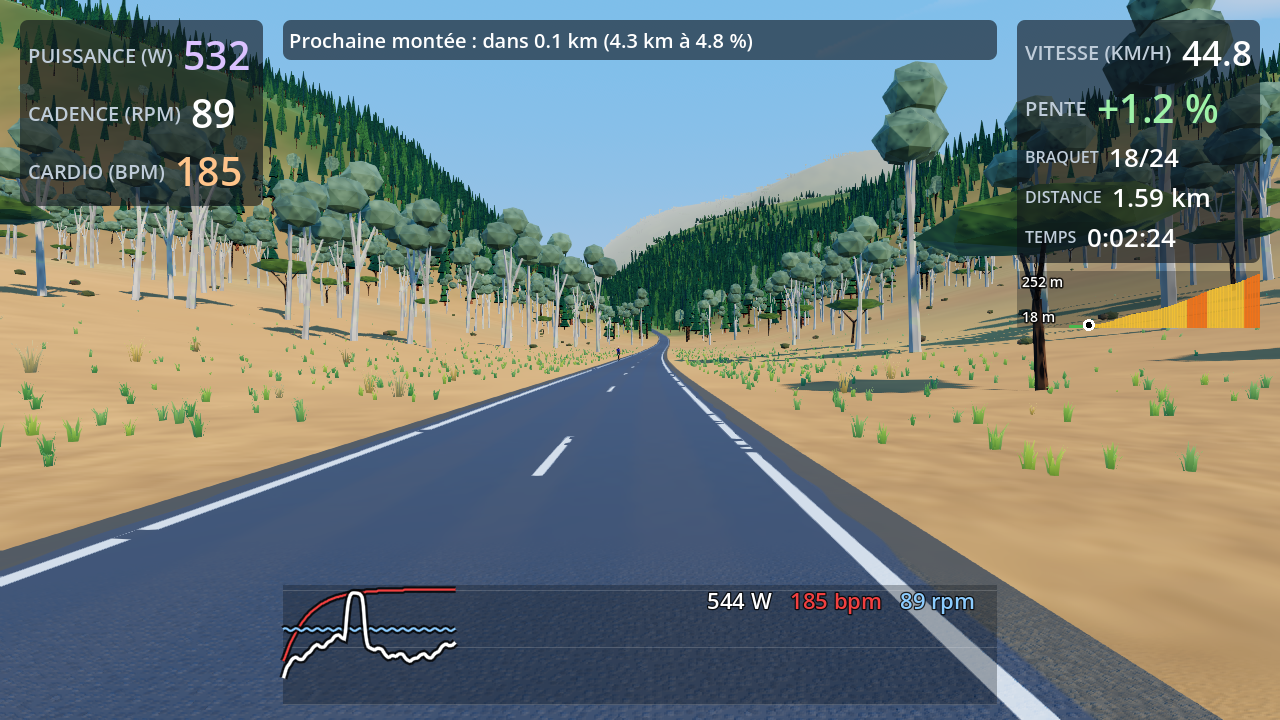 PUISSANCE (W) 532
CADENCE (RPM) 89
CARDIO (BPM) 185
Prochaine montée : dans 0.1 km (4.3 km à 4.8 %)
VITESSE (KM/H) 44.8
PENTE +1.2 %
BRAQUET 18/24
DISTANCE 1.59 km
TEMPS 0:02:24
252 m
18 m
544 W 185 bpm 89 rpm